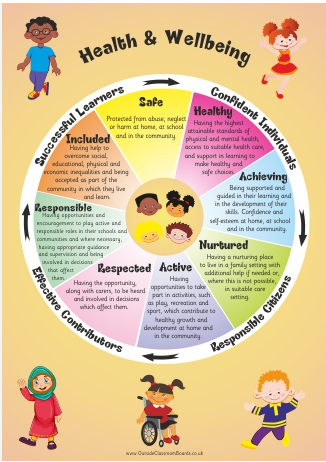 Health & Wellbeing
Successful Learners
Confident Individuals
Responsible Citizens
Effective Contributors
Safe
Protected from abuse, neglect
or harm at home, at school
and in the community.
Healthy
Having the highest
attainable standards of
physical and mental health,
access to suitable health care,
and support in learning to
make healthy and
safe choices.
Achieving
Being supported and
guided in their learning and
in the development of their
skills. Confidence and
self-esteem at home, at school
and in the community.
Nurtured
Having a nurturing place
to live in a family setting with
additional help if needed or,
where this is not possible,
in suitable care
setting.
Active
Having
opportunities to take
part in activities, such
as play, recreation and
sport, which contribute to
healthy growth and
development at home and
in the community.
Respected
Having the opportunity,
along with carers, to be heard
and involved in decisions
which affect them.
Responsible
Having opportunities and
encouragement to play active and
responsible roles in their schools and
communities and where necessary,
having appropriate guidance
and supervision and being
involved in decisions
that affect
them.
Included
Having help to
overcome social,
educational, physical and
economic inequalities and being
accepted as part of the
community in which they live
and learn.
www.OutsideClassroomBoards.co.uk